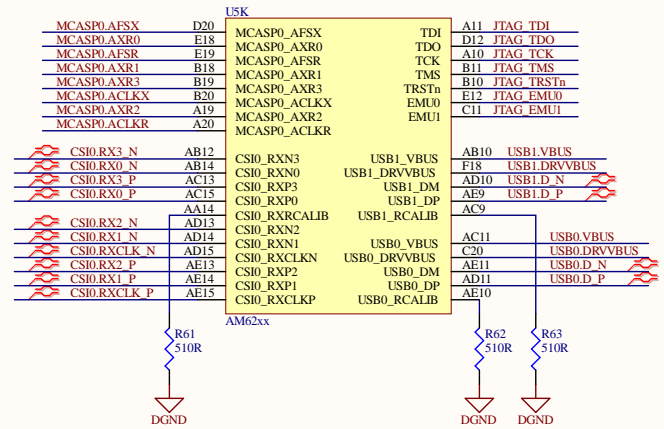 U5K
MCASP0.AFSX D20 MCASP0_AFSX TDI A11 JTAG_TDI
MCASP0.AXR0 E18 MCASP0_AXR0 TDO D12 JTAG_TDO
MCASP0.AFSR E19 MCASP0_AFSR TCK A10 JTAG_TCK
MCASP0.AXR1 B18 MCASP0_AXR1 TMS B11 JTAG_TMS
MCASP0.AXR3 B19 MCASP0_AXR3 TRSTn B10 JTAG_TRSTn
MCASP0.ACLKX B20 MCASP0_ACLKX EMU0 E12 JTAG_EMU0
MCASP0.AXR2 A19 MCASP0_AXR2 EMU1 C11 JTAG_EMU1
MCASP0.ACLKR A20 MCASP0_ACLKR
CSI0.RX3_N AB12 CSI0_RXN3 USB1_VBUS AB10 USB1.VBUS
CSI0.RX0_N AB14 CSI0_RXN0 USB1_DRVVBUS F18 USB1.DRVVBUS
CSI0.RX3_P AC13 CSI0_RXP3 USB1_DM AD10 USB1.D_N
CSI0.RX0_P AC15 CSI0_RXP0 USB1_DP AE9 USB1.D_P
AA14 CSI0_RXRCALIB USB1_RCALIB AC9
CSI0.RX2_N AD13 CSI0_RXN2
CSI0.RX1_N AD14 CSI0_RXN1 USB0_VBUS AC11 USB0.VBUS
CSI0.RXCLK_N AD15 CSI0_RXCLKN USB0_DRVVBUS C20 USB0.DRVVBUS
CSI0.RX2_P AE13 CSI0_RXP2 USB0_DM AE11 USB0.D_N
CSI0.RX1_P AE14 CSI0_RXP1 USB0_DP AD11 USB0.D_P
CSI0.RXCLK_P AE15 CSI0_RXCLKP USB0_RCALIB AE10
AM62xx
R61 R62 R63
510R 510R 510R
DGND DGND DGND